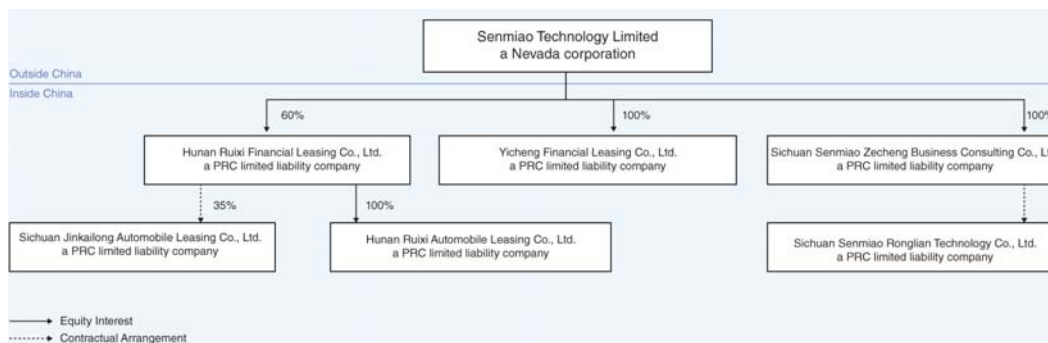 Senmiao Technology Limited
a Nevada corporation
Outside China
Inside China
60%
100%
100%
Hunan Ruixi Financial Leasing Co., Ltd.
a PRC limited liability company
Yicheng Financial Leasing Co., Ltd.
a PRC limited liability company
Sichuan Senmiao Zecheng Business Consulting Co., Lt
a PRC limited liability company
35%
100%
Sichuan Jinkailong Automobile Leasing Co., Ltd.
a PRC limited liability company
Hunan Ruixi Automobile Leasing Co., Ltd.
a PRC limited liability company
Sichuan Senmiao Ronglian Technology Co., Ltd.
a PRC limited liability company
Equity Interest
Contractual Arrangement